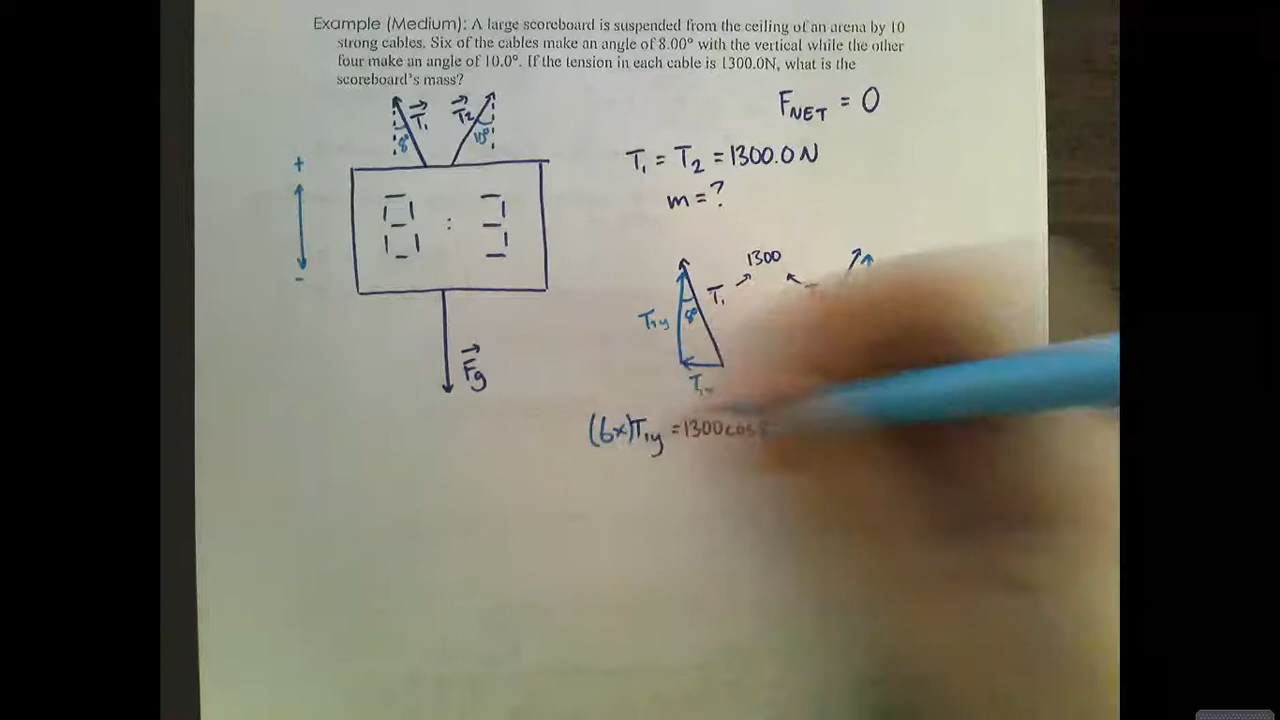 Example (Medium): A large scoreboard is suspended from the ceiling of an arena by 10
strong cables. Six of the cables make an angle of 8.00° with the vertical while the other
four make an angle of 10.0°. If the tension in each cable is 1300.0N, what is the
scoreboard's mass?
F_NET = 0
T₁ T₂
8° 10°
+
T₁ = T₂ = 1300.0 N
m = ?
-
1300
T₁
T₁y 8°
Fg
(6x)T₁y = 1300cos